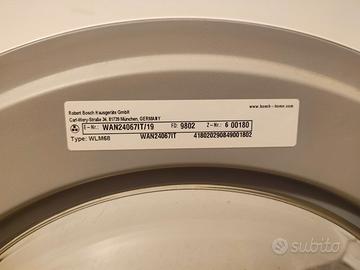 www.bosch-home.com
Robert Bosch Hausgeräte GmbH
Carl-Wery-Straße 34, 81739 München, GERMANY
E-Nr.: WAN24067IT/19 FD: 9802 Z-Nr.: 6 00180
Type: WLM68 WAN24067IT 418020290849001802
subito